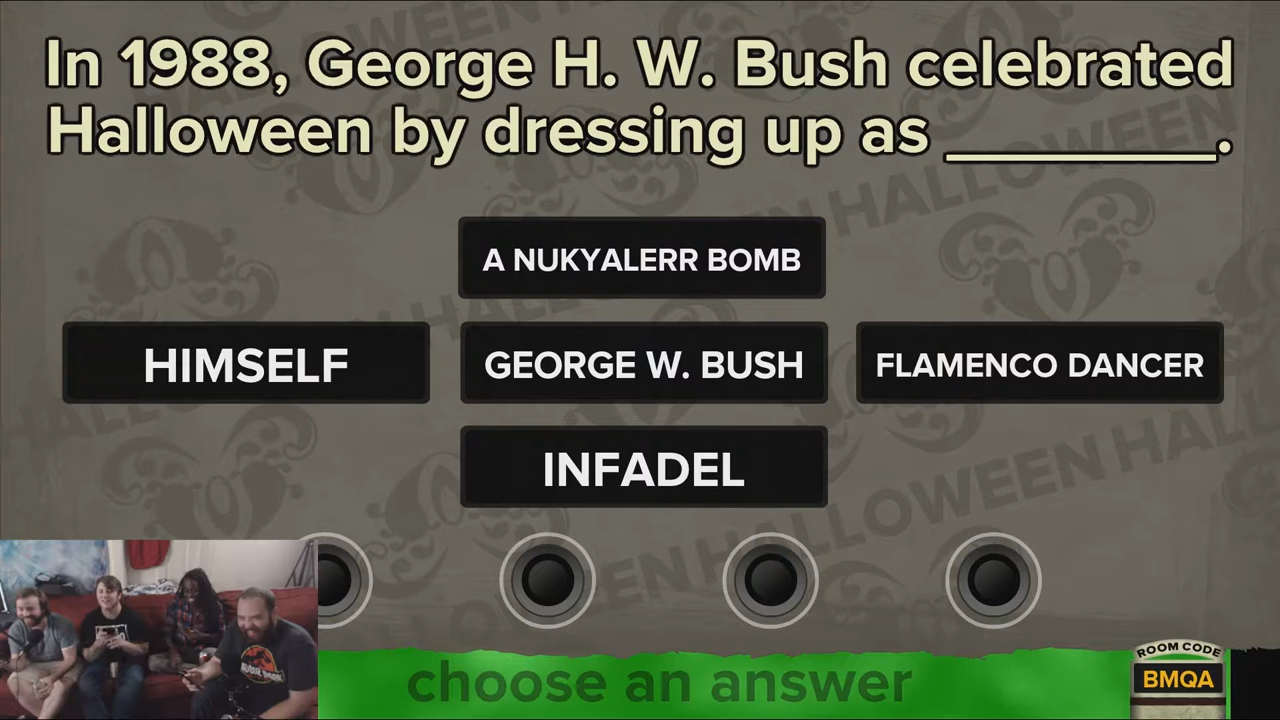 In 1988, George H. W. Bush celebrated
Halloween by dressing up as ________.
A NUKYALERR BOMB
HIMSELF
GEORGE W. BUSH
FLAMENCO DANCER
INFADEL
choose an answer
ROOM CODE
BMQA